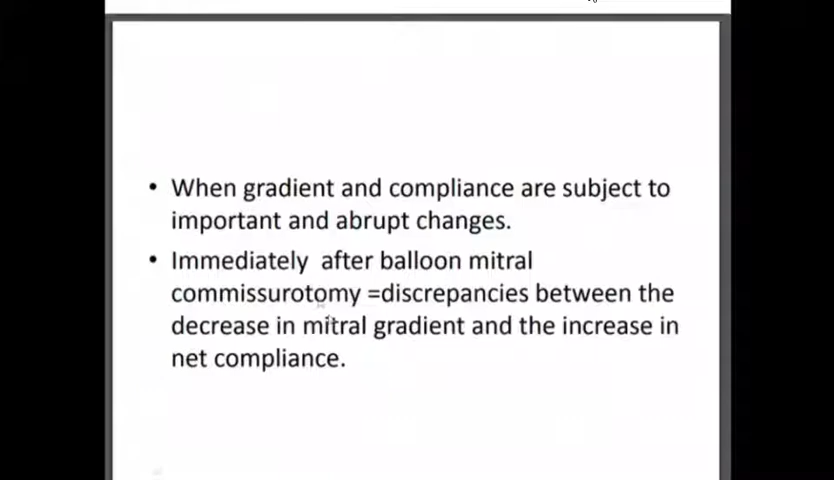 • When gradient and compliance are subject to
important and abrupt changes.
• Immediately  after balloon mitral
commissurotomy =discrepancies between the
decrease in mitral gradient and the increase in
net compliance.